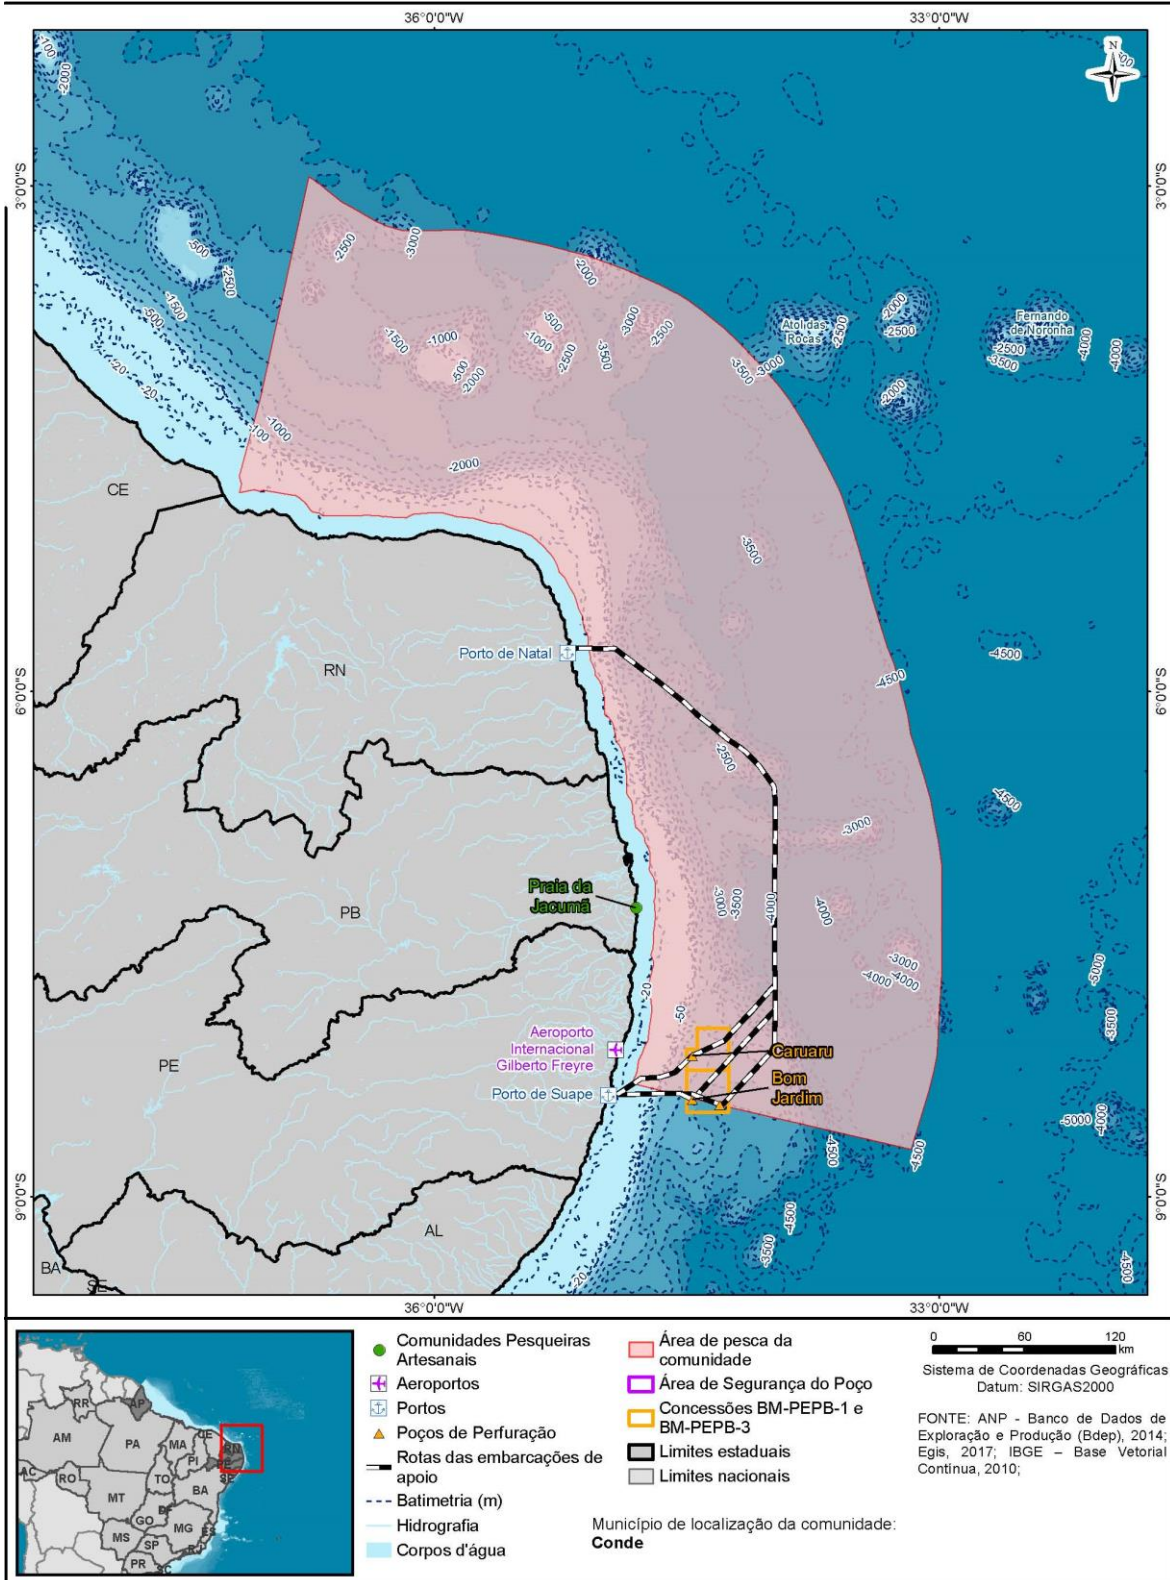 36°0'0"W
33°0'0"W
N
-100
-2000
3°0'0"S
3°0'0"S
-500
-2500
-1500
-500
-2500
-3000
-2000
-1500
-1000
-500
-2000
-500
-1000
-2500
-3000
-2500
-3500
-3500
-3000
Atol das
Rocas
-2500
-2000
-2500
-2000
Fernando
de Noronha
-2500
-3500
-4000
-4000
-20
-20
-100
-1000
-2000
CE
-3500
RN
Porto de Natal
6°0'0"S
6°0'0"S
-4500
-4500
-2500
-4500
-3000
Praia da
Jacumã
PB
-3000
-3500
-4000
-4000
-3000
-4000
-4000
-5000
-3500
-20
-50
Aeroporto
Internacional
Gilberto Freyre
Caruaru
PE
Porto de Suape
Bom
Jardim
-5000
-4000
-4500
-4500
-4500
-3500
-4500
9°0'0"S
9°0'0"S
AL
BA
SE
-20
36°0'0"W
33°0'0"W
RR
AP
AM
PA
MA
CE
RN
PI
PE
AC
RO
TO
SE
BA
MT
DF
GO
MG
ES
MS
SP
RJ
PR
SC
Comunidades Pesqueiras
Artesanais
Aeroportos
Portos
Poços de Perfuração
Rotas das embarcações de
apoio
Batimetria (m)
Hidrografia
Corpos d'água
Área de pesca da
comunidade
Área de Segurança do Poço
Concessões BM-PEPB-1 e
BM-PEPB-3
Limites estaduais
Limites nacionais
Município de localização da comunidade:
Conde
0 60 120
km
Sistema de Coordenadas Geográficas
Datum: SIRGAS2000
FONTE: ANP - Banco de Dados de
Exploração e Produção (Bdep), 2014;
Egis, 2017; IBGE – Base Vetorial
Contínua, 2010;